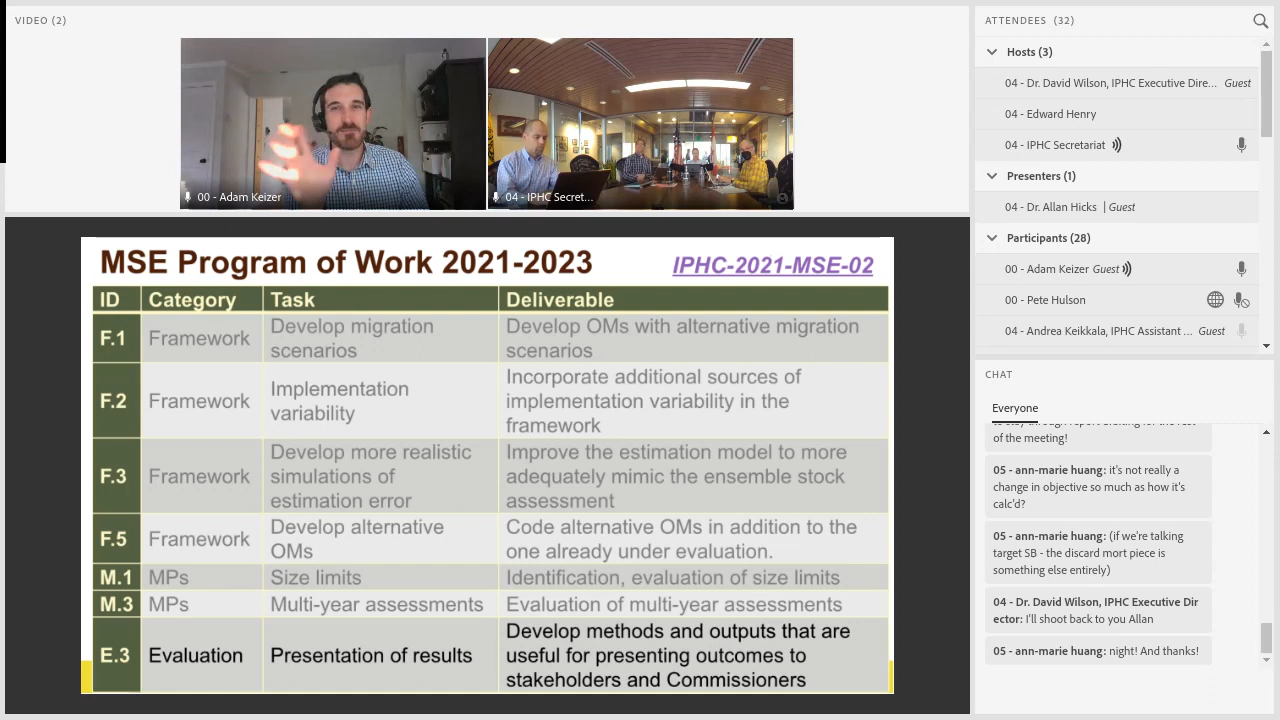 VIDEO (2)
00 - Adam Keizer
04 - IPHC Secret...
MSE Program of Work 2021-2023
IPHC-2021-MSE-02
ID Category Task Deliverable
F.1 Framework Develop migration scenarios Develop OMs with alternative migration scenarios
F.2 Framework Implementation variability Incorporate additional sources of implementation variability in the framework
F.3 Framework Develop more realistic simulations of estimation error Improve the estimation model to more adequately mimic the ensemble stock assessment
F.5 Framework Develop alternative OMs Code alternative OMs in addition to the one already under evaluation.
M.1 MPs Size limits Identification, evaluation of size limits
M.3 MPs Multi-year assessments Evaluation of multi-year assessments
E.3 Evaluation Presentation of results Develop methods and outputs that are useful for presenting outcomes to stakeholders and Commissioners
ATTENDEES (32)
Hosts (3)
04 - Dr. David Wilson, IPHC Executive Dire... Guest
04 - Edward Henry
04 - IPHC Secretariat
Presenters (1)
04 - Dr. Allan Hicks | Guest
Participants (28)
00 - Adam Keizer Guest
00 - Pete Hulson
04 - Andrea Keikkala, IPHC Assistant ... Guest
CHAT
Everyone
of the meeting!
05 - ann-marie huang: it's not really a
change in objective so much as how it's
calc'd?
05 - ann-marie huang: (if we're talking
target SB - the discard mort piece is
something else entirely)
04 - Dr. David Wilson, IPHC Executive Dir
ector: I'll shoot back to you Allan
05 - ann-marie huang: night! And thanks!